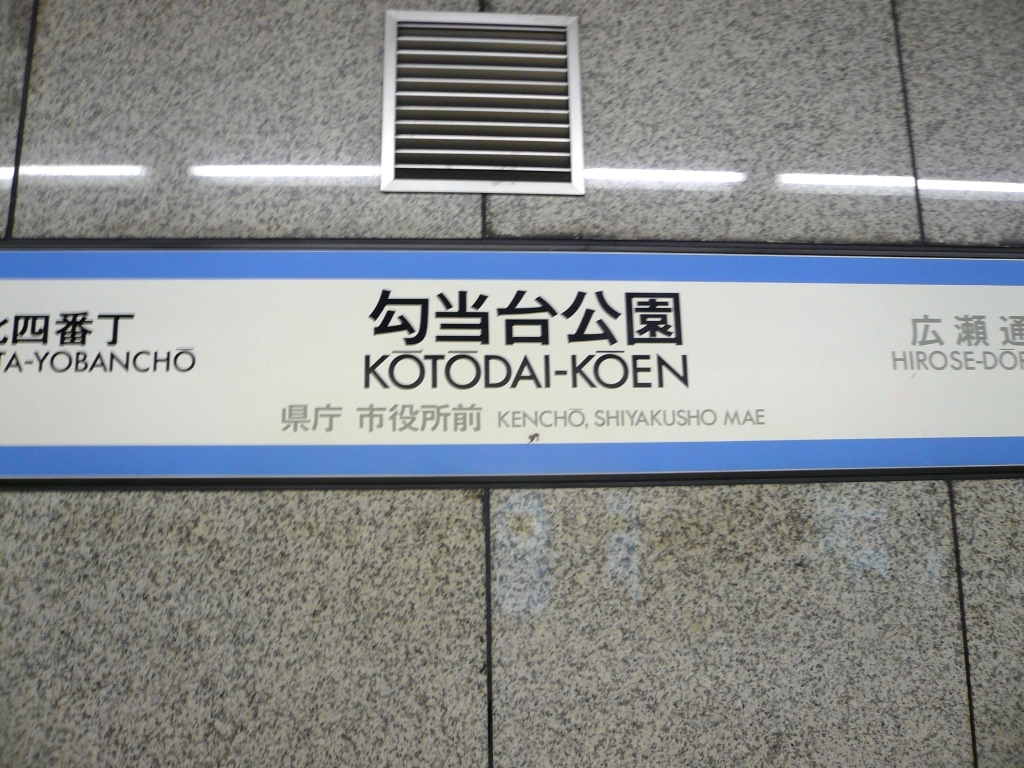 四番丁
TA-YOBANCHŌ
勾当台公園
KŌTŌDAI-KŌEN
県庁 市役所前 KENCHŌ, SHIYAKUSHO MAE
広瀬通
HIROSE-DŌ